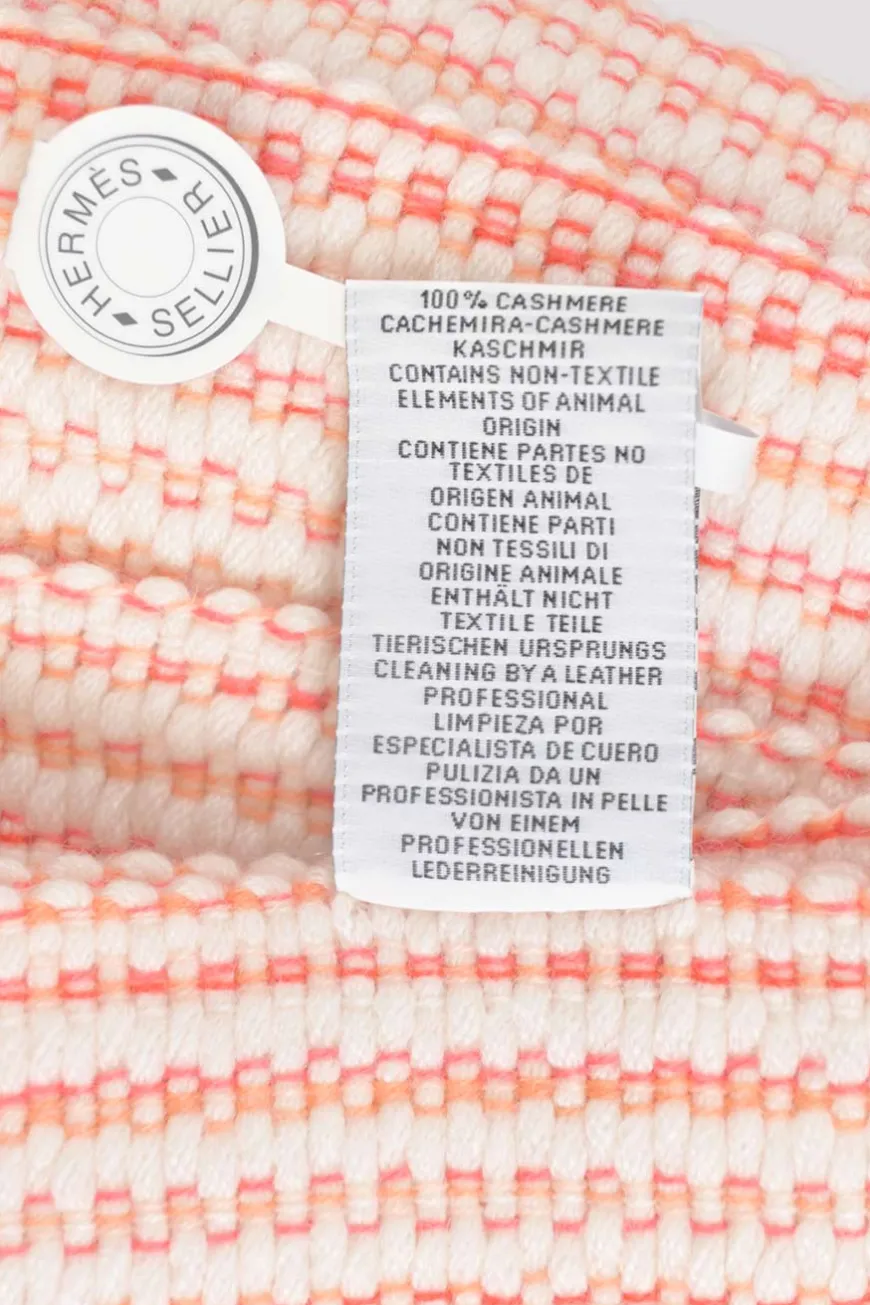 HERMÈS
SELLIER
100% CASHMERE
CACHEMIRA-CASHMERE
KASCHMIR
CONTAINS NON-TEXTILE
ELEMENTS OF ANIMAL
ORIGIN
CONTIENE PARTES NO
TEXTILES DE
ORIGEN ANIMAL
CONTIENE PARTI
NON TESSILI DI
ORIGINE ANIMALE
ENTHÄLT NICHT
TEXTILE TEILE
TIERISCHEN URSPRUNGS
CLEANING BY A LEATHER
PROFESSIONAL
LIMPIEZA POR
ESPECIALISTA DE CUERO
PULIZIA DA UN
PROFESSIONISTA IN PELLE
VON EINEM
PROFESSIONELLEN
LEDERREINIGUNG